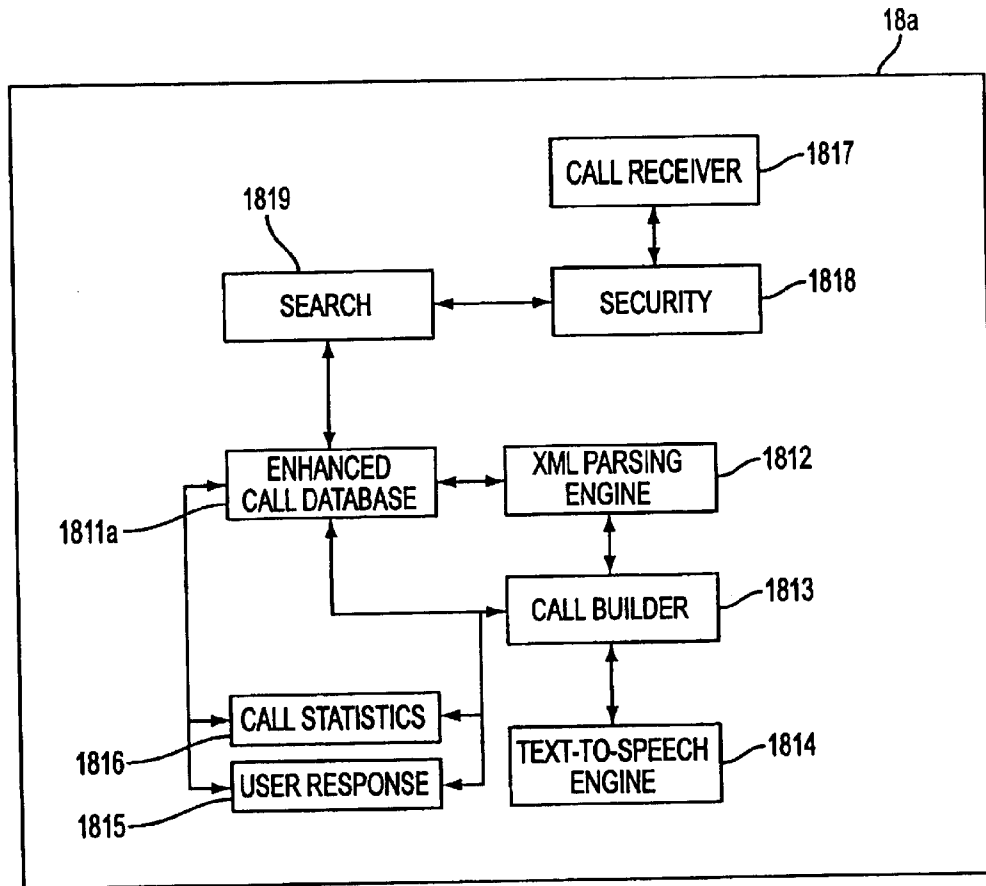 18a
CALL RECEIVER
1817
1819
SEARCH
SECURITY
1818
ENHANCED
CALL DATABASE
1811a
XML PARSING
ENGINE
1812
CALL BUILDER
1813
CALL STATISTICS
1816
USER RESPONSE
1815
TEXT-TO-SPEECH
ENGINE
1814